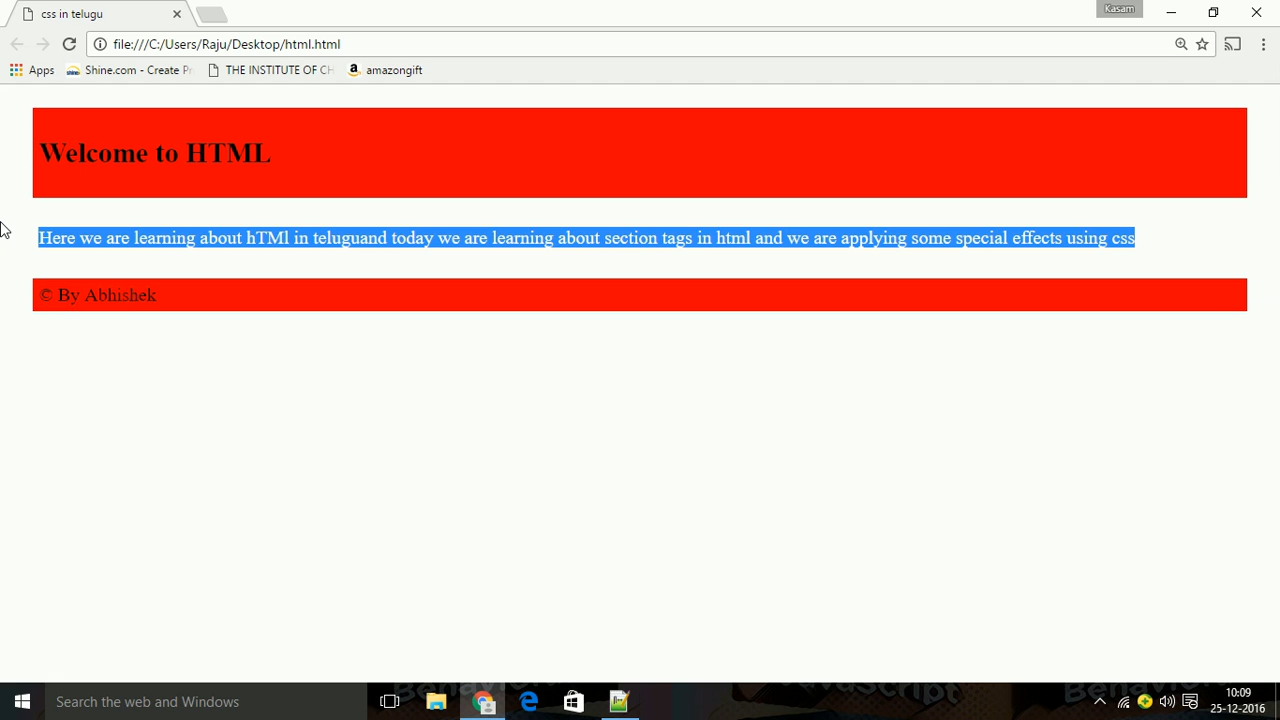 css in telugu
Kasam
file:///C:/Users/Raju/Desktop/html.html
Apps Shine.com - Create Pr THE INSTITUTE OF CH amazongift
Welcome to HTML
Here we are learning about hTMl in teluguand today we are learning about section tags in html and we are applying some special effects using css
© By Abhishek
Search the web and Windows
10:09
25-12-2016